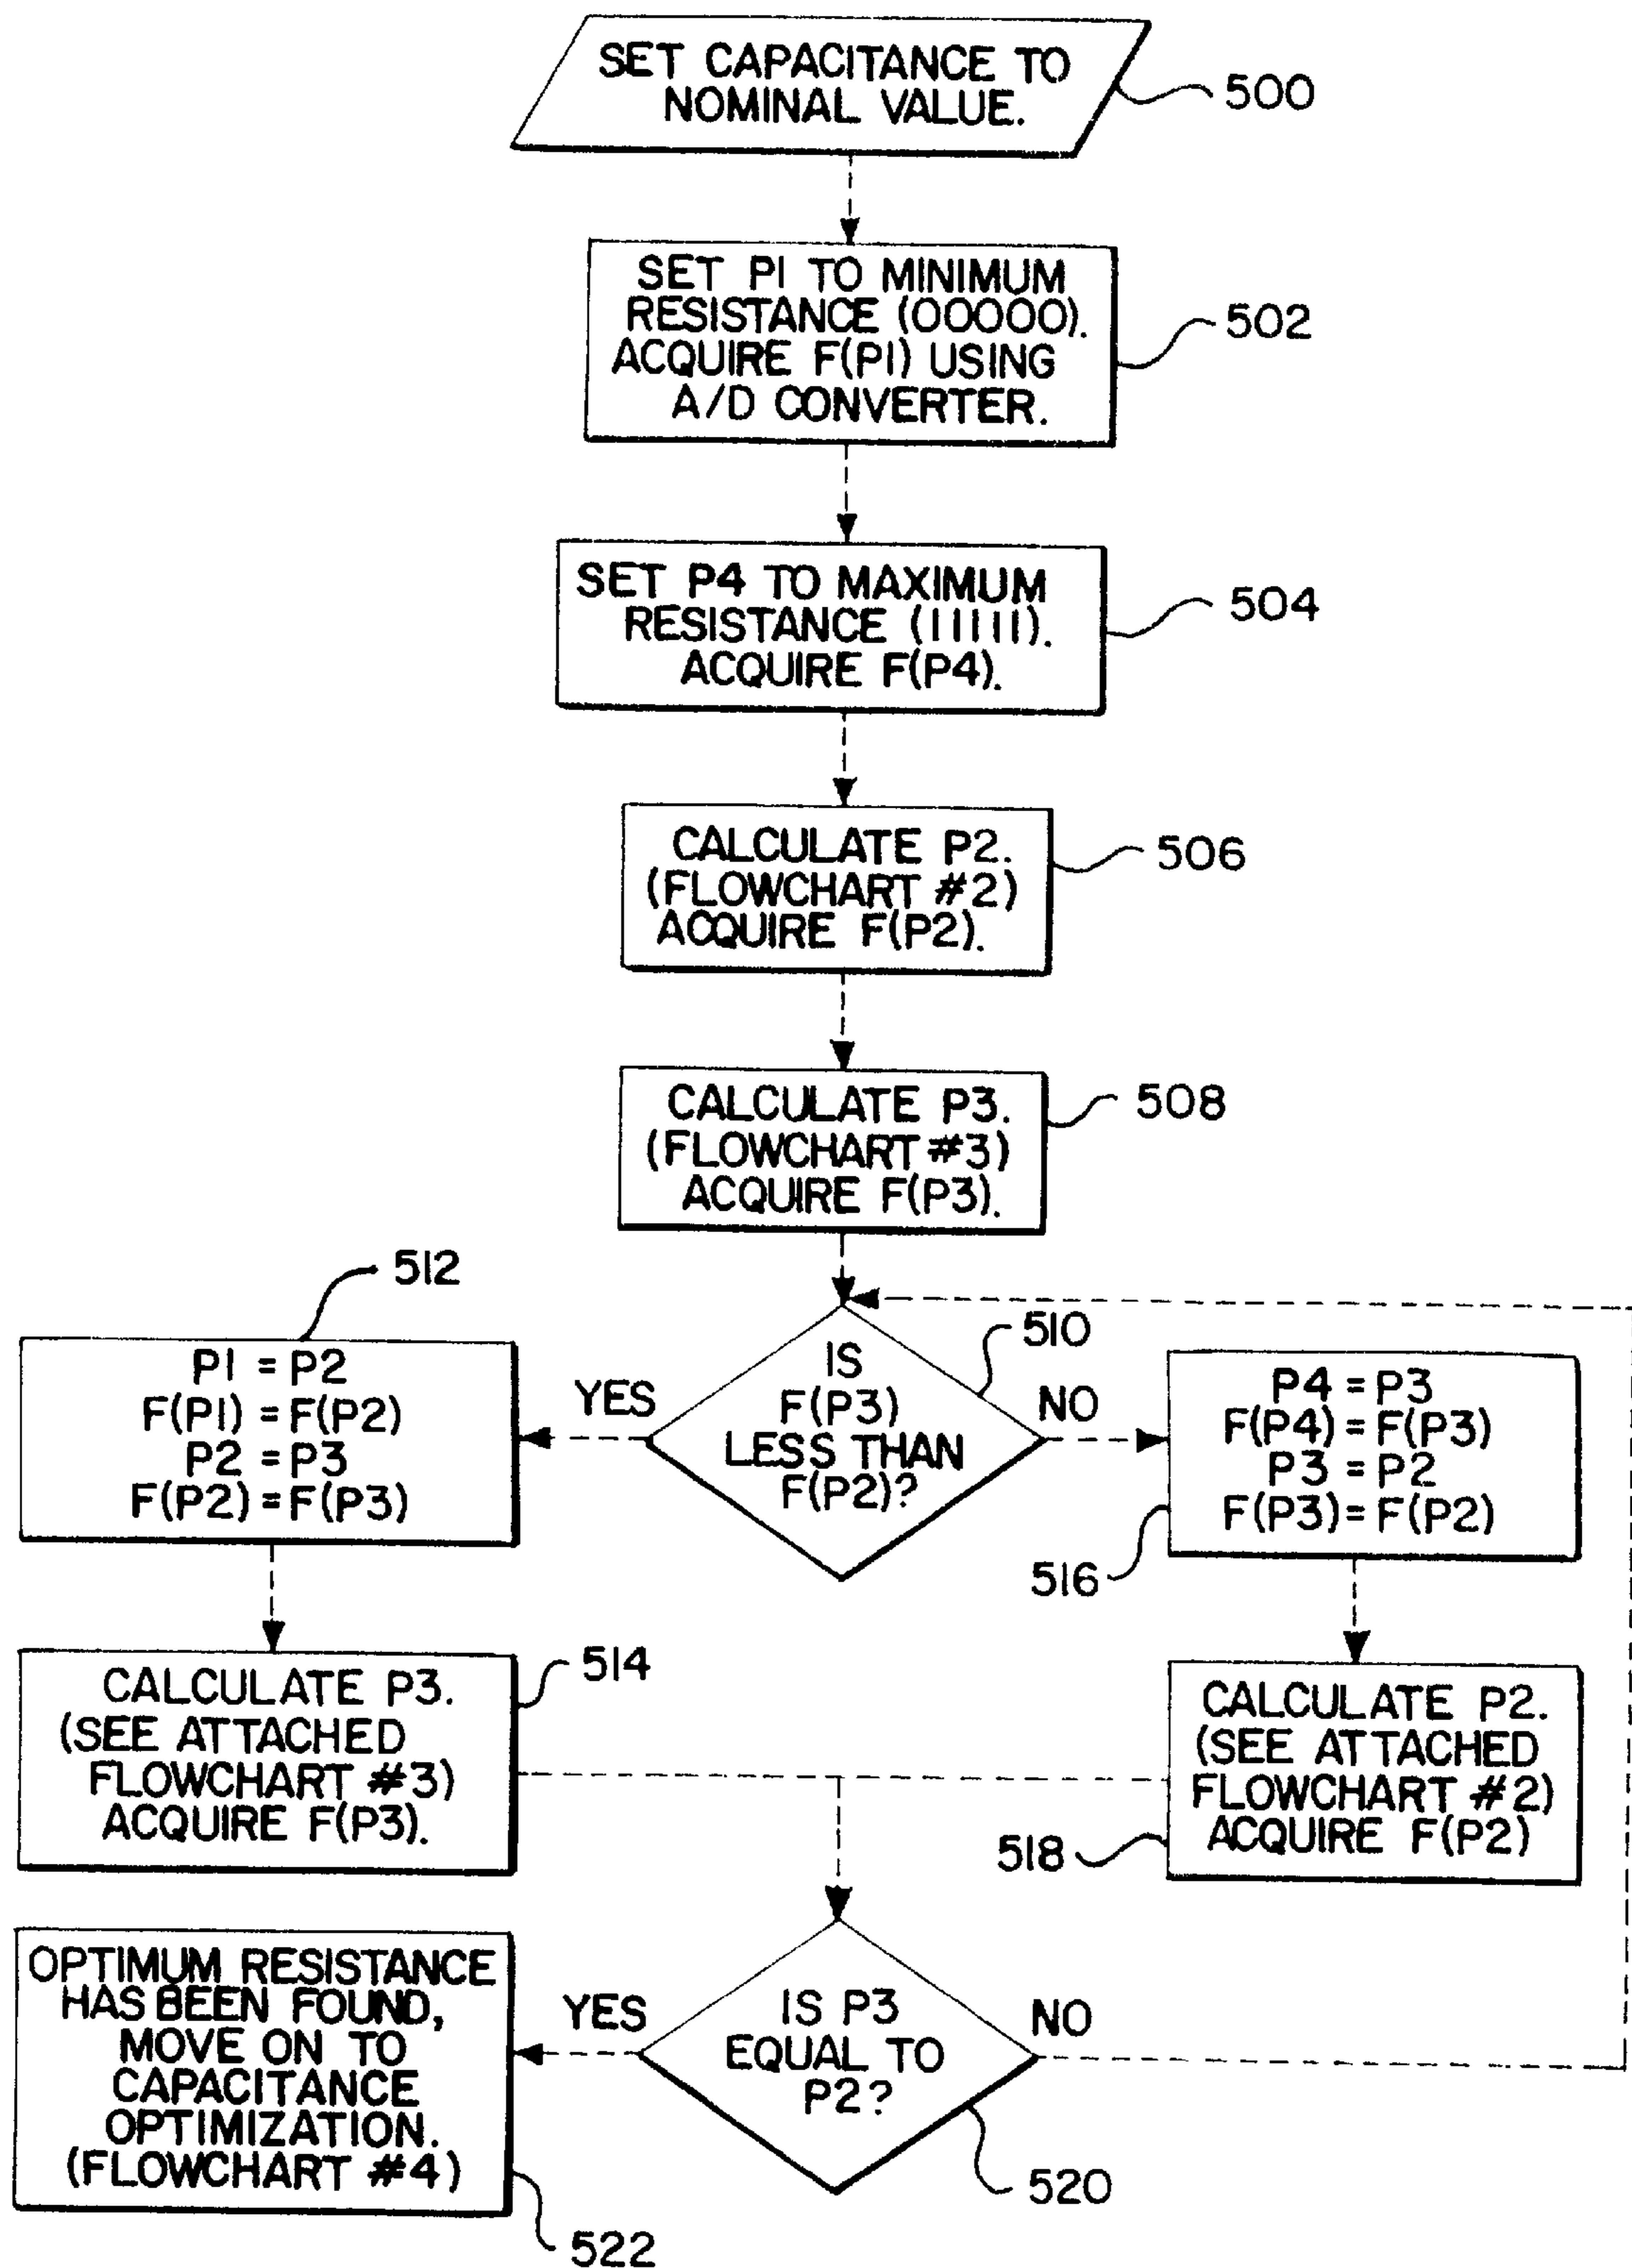 SET CAPACITANCE TO
NOMINAL VALUE.
500
SET P1 TO MINIMUM
RESISTANCE (00000).
ACQUIRE F(P1) USING
A/D CONVERTER.
502
SET P4 TO MAXIMUM
RESISTANCE (11111).
ACQUIRE F(P4).
504
CALCULATE P2.
(FLOWCHART #2)
ACQUIRE F(P2).
506
CALCULATE P3.
(FLOWCHART #3)
ACQUIRE F(P3).
508
IS
F(P3)
LESS THAN
F(P2)?
510
YES
NO
512
P1 = P2
F(P1) = F(P2)
P2 = P3
F(P2) = F(P3)
P4 = P3
F(P4) = F(P3)
P3 = P2
F(P3) = F(P2)
516
CALCULATE P3.
(SEE ATTACHED
FLOWCHART #3)
ACQUIRE F(P3).
514
CALCULATE P2.
(SEE ATTACHED
FLOWCHART #2)
ACQUIRE F(P2)
518
IS P3
EQUAL TO
P2?
520
YES
NO
OPTIMUM RESISTANCE
HAS BEEN FOUND,
MOVE ON TO
CAPACITANCE
OPTIMIZATION.
(FLOWCHART #4)
522